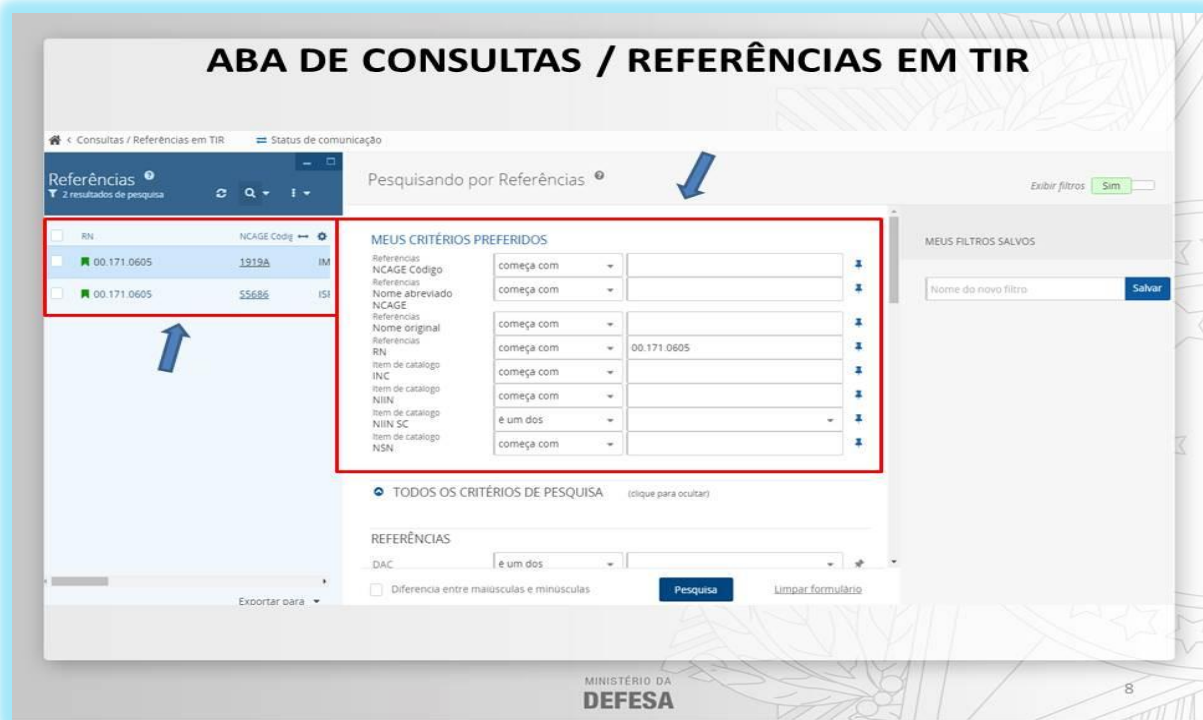 ABA DE CONSULTAS / REFERÊNCIAS EM TIR
< Consultas / Referências em TIR Status de comunicação
Referências
2 resultados de pesquisa
RN NCAGE Códig
00.171.0605 1919A IM
00.171.0605 S5686 ISI
Exportar para
Pesquisando por Referências
Exibir filtros Sim
MEUS CRITÉRIOS PREFERIDOS
Referências
NCAGE Código começa com
Referências
Nome abreviado NCAGE começa com
Referências
Nome original começa com
Referências
RN começa com 00.171.0605
Item de catálogo
INC começa com
Item de catálogo
NIIN começa com
Item de catálogo
NIIN SC é um dos
Item de catálogo
NSN começa com
TODOS OS CRITÉRIOS DE PESQUISA (clique para ocultar)
REFERÊNCIAS
DAC é um dos
Diferencia entre maiúsculas e minúsculas Pesquisa Limpar formulário
MEUS FILTROS SALVOS
Nome do novo filtro Salvar
MINISTÉRIO DA
DEFESA
8